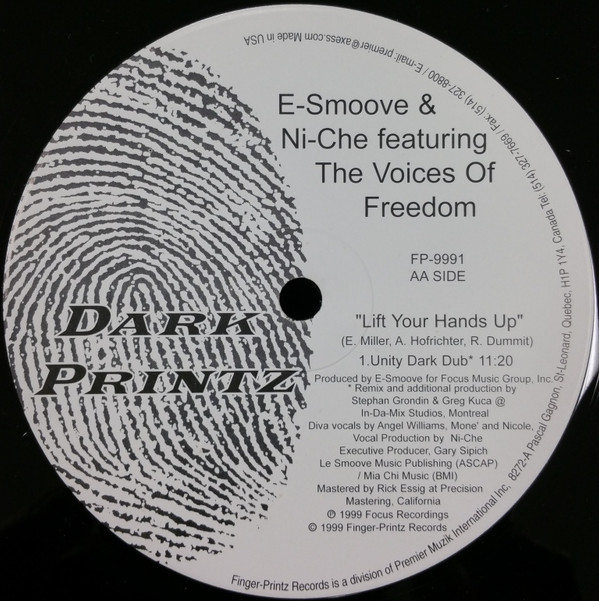 E-Smoove &
Ni-Che featuring
The Voices Of
Freedom
FP-9991
AA SIDE
DARK
PRINTZ
"Lift Your Hands Up"
(E. Miller, A. Hofrichter, R. Dummit)
1.Unity Dark Dub* 11:20
Produced by E-Smoove for Focus Music Group, Inc.
* Remix and additional production by
Stephan Grondin & Greg Kuca @
In-Da-Mix Studios, Montreal
Diva vocals by Angel Williams, Mone' and Nicole,
Vocal Production by Ni-Che
Executive Producer, Gary Sipich
Le Smoove Music Publishing (ASCAP)
/ Mia Chi Music (BMI)
Mastered by Rick Essig at Precision
Mastering, California
℗ 1999 Focus Recordings
© 1999 Finger-Printz Records
Finger-Printz Records is a division of Premier Muzik International Inc, 8272-A Pascal Gagnon, St-Leonard, Quebec, H1P 1Y4, Canada Tel: (514) 327-7669 / Fax: (514) 327-8800 / E-mail: premier@axess.com Made in USA